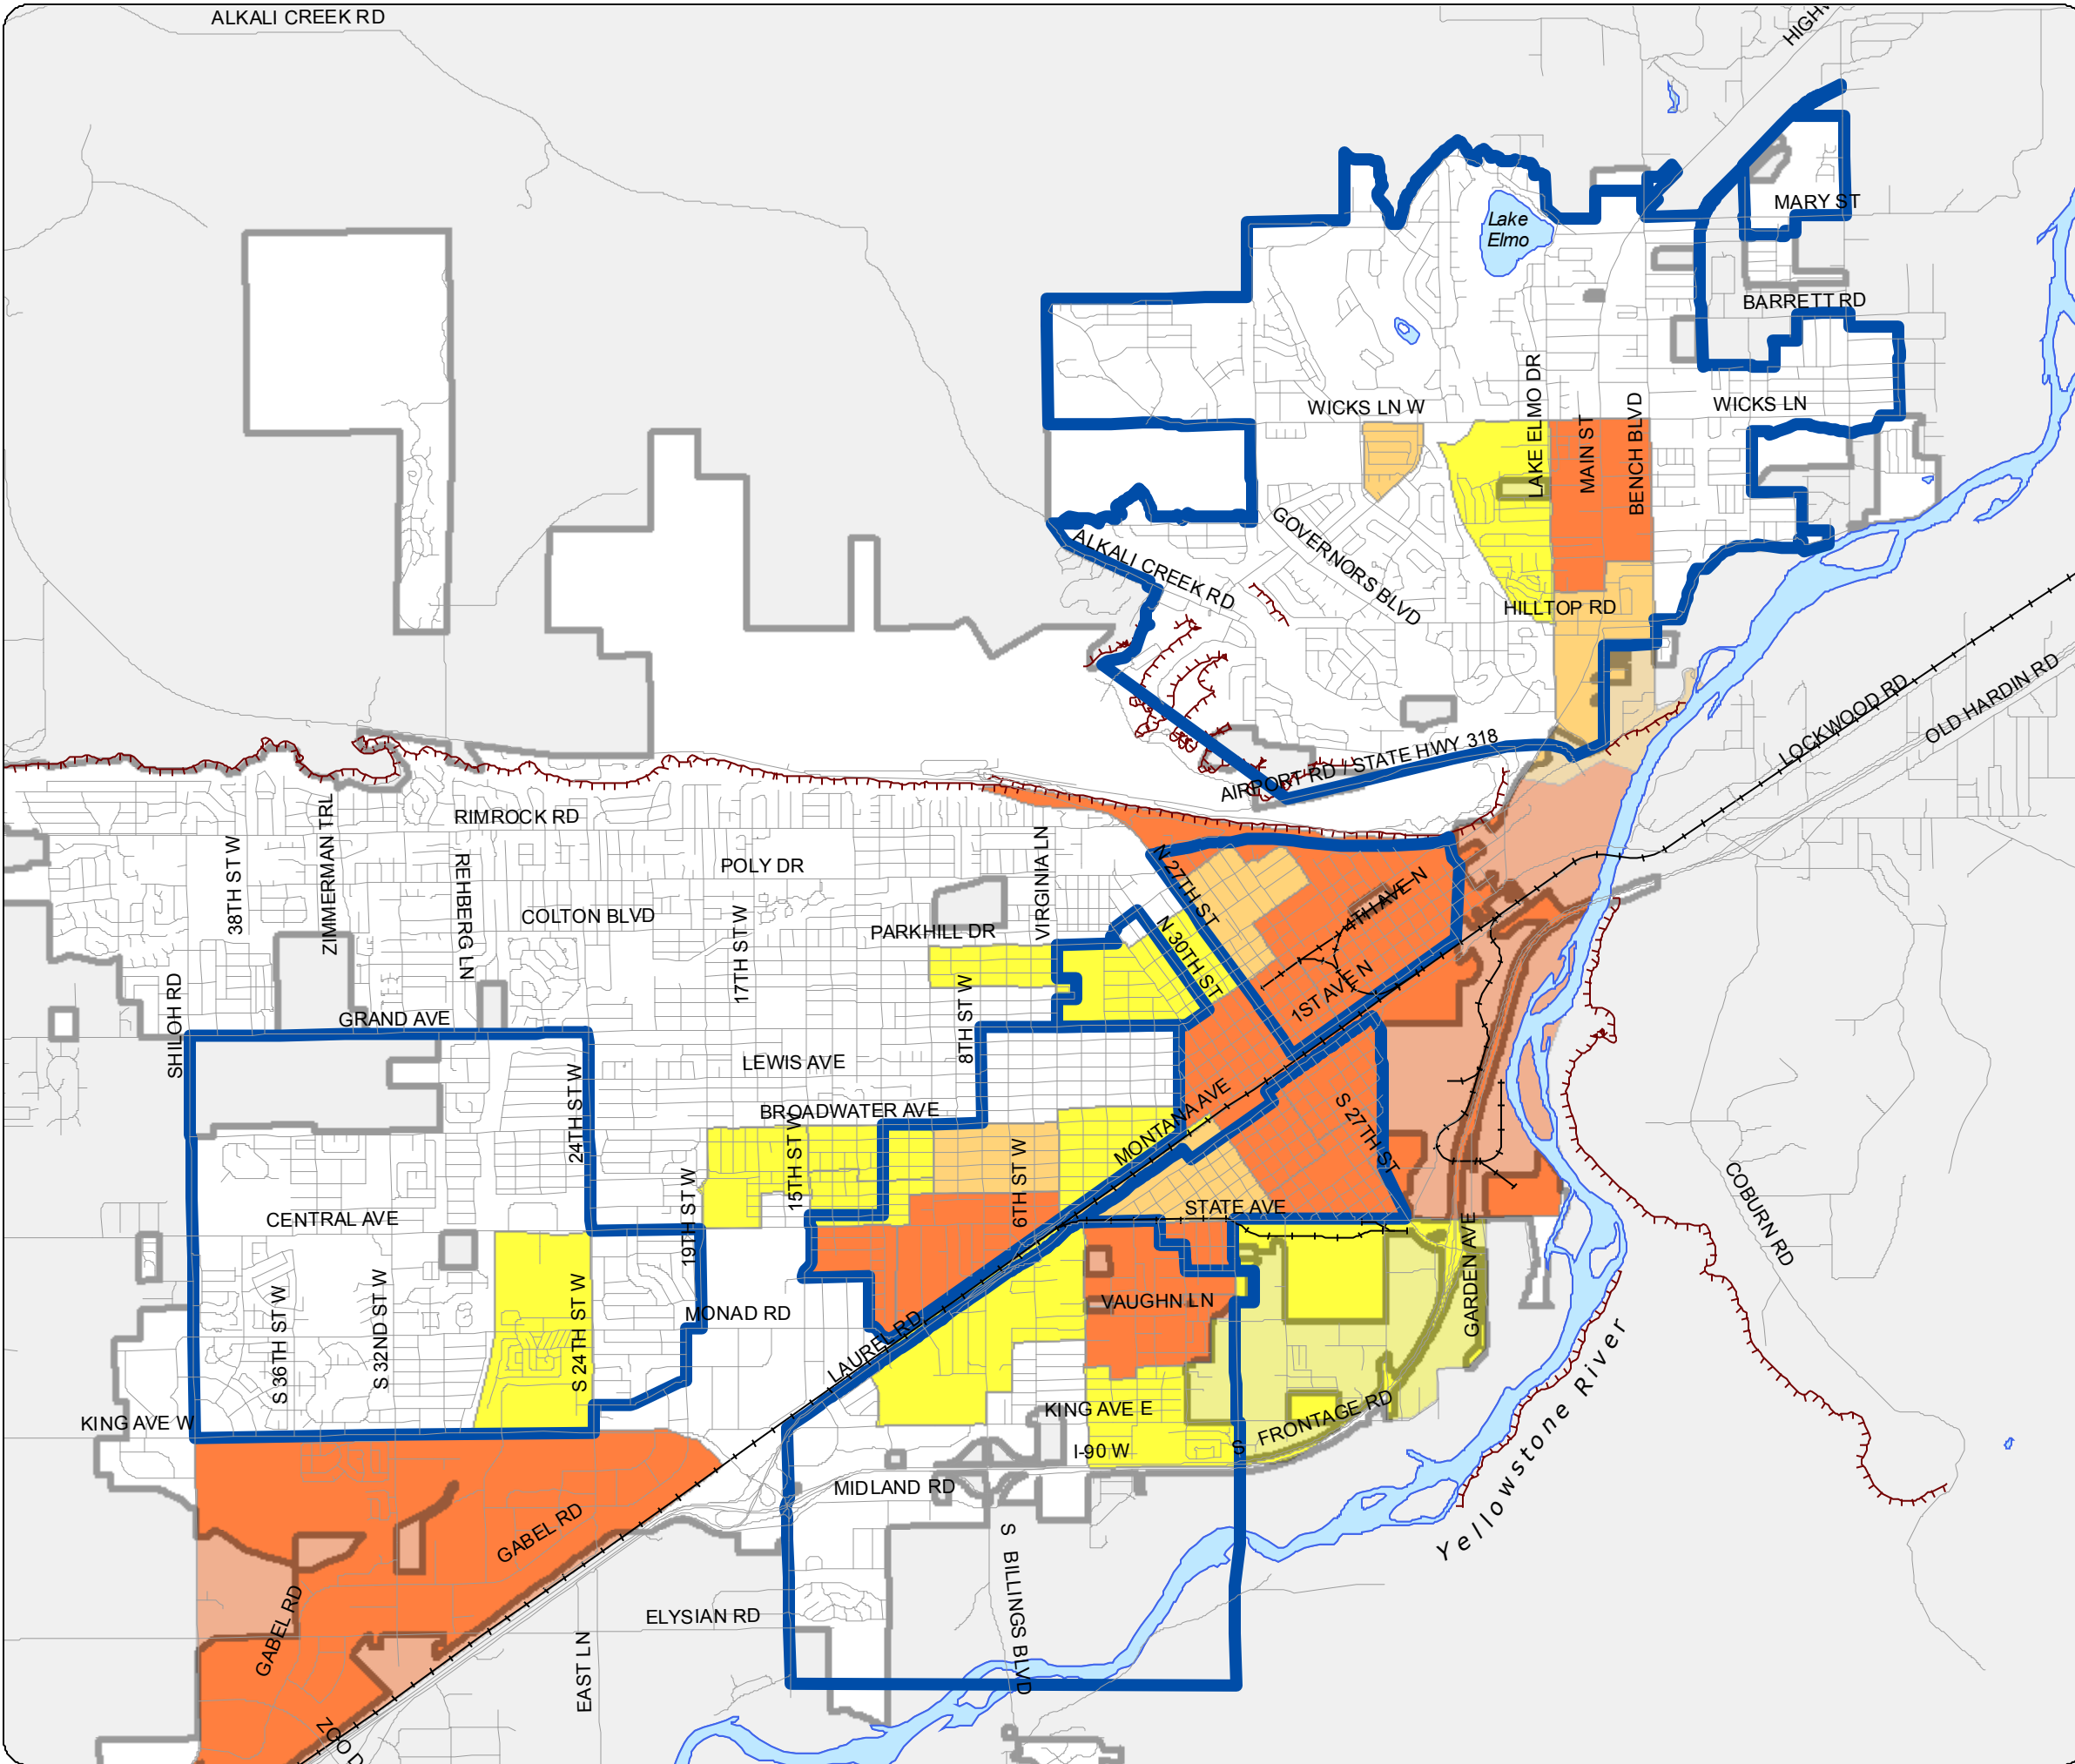 ALKALI CREEK RD
MARY ST
Lake
Elmo
BARRETT RD
LAKE ELMO DR
WICKS LN W
WICKS LN
MAIN ST
BENCH BLVD
GOVERNORS BLVD
ALKALI CREEK RD
HILLTOP RD
LOCKWOOD RD
OLD HARDIN RD
AIRPORT RD / STATE HWY 318
RIMROCK RD
38TH ST W
ZIMMERMAN TRL
REHBERG LN
POLY DR
VIRGINIA LN
N 27TH ST
4TH AVE N
COLTON BLVD
17TH ST W
PARKHILL DR
N 30TH ST
SHILOH RD
GRAND AVE
8TH ST W
1ST AVE N
LEWIS AVE
24TH ST W
BROADWATER AVE
MONTANA AVE
S 27TH ST
15TH ST W
6TH ST W
19TH ST W
CENTRAL AVE
STATE AVE
COBURN RD
GARDEN AVE
S 36TH ST W
S 32ND ST W
S 24TH ST W
MONAD RD
VAUGHN LN
LAUREL RD
KING AVE W
KING AVE E
FRONTAGE RD
Yellowstone River
I-90 W
S
MIDLAND RD
GABEL RD
S BILLINGS BLVD
GABEL RD
ELYSIAN RD
EAST LN